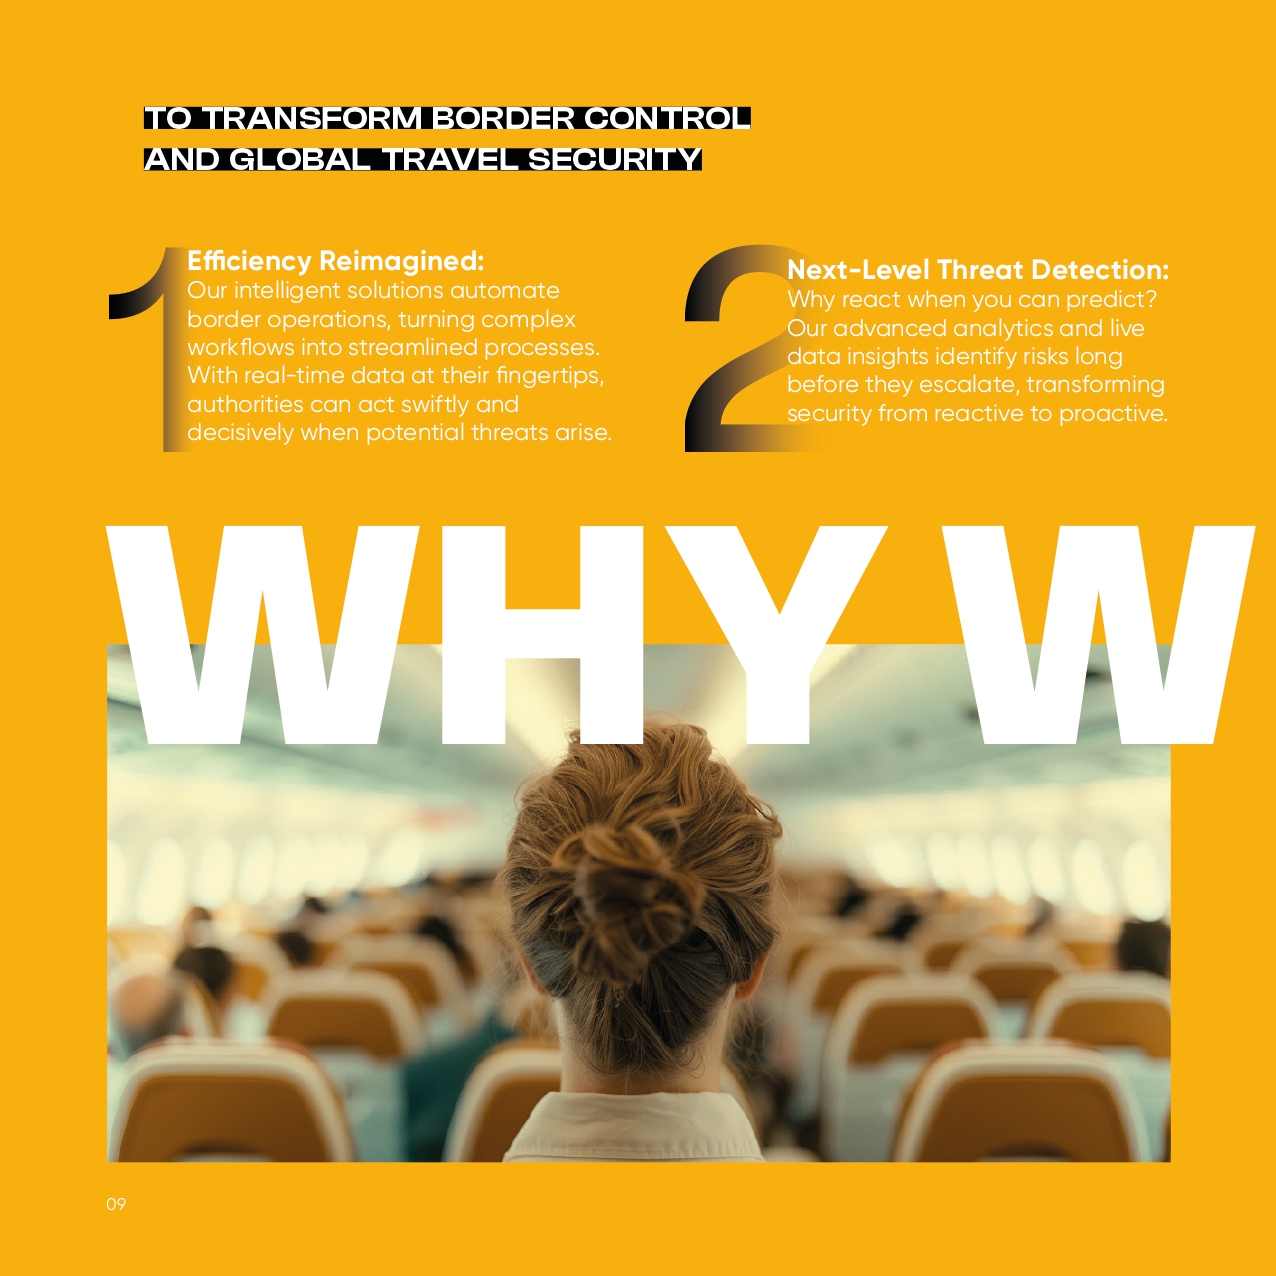 TO TRANSFORM BORDER CONTROL
AND GLOBAL TRAVEL SECURITY
1
Efficiency Reimagined:
Our intelligent solutions automate
border operations, turning complex
workflows into streamlined processes.
With real-time data at their fingertips,
authorities can act swiftly and
decisively when potential threats arise.
2
Next-Level Threat Detection:
Why react when you can predict?
Our advanced analytics and live
data insights identify risks long
before they escalate, transforming
security from reactive to proactive.
WHY W
09